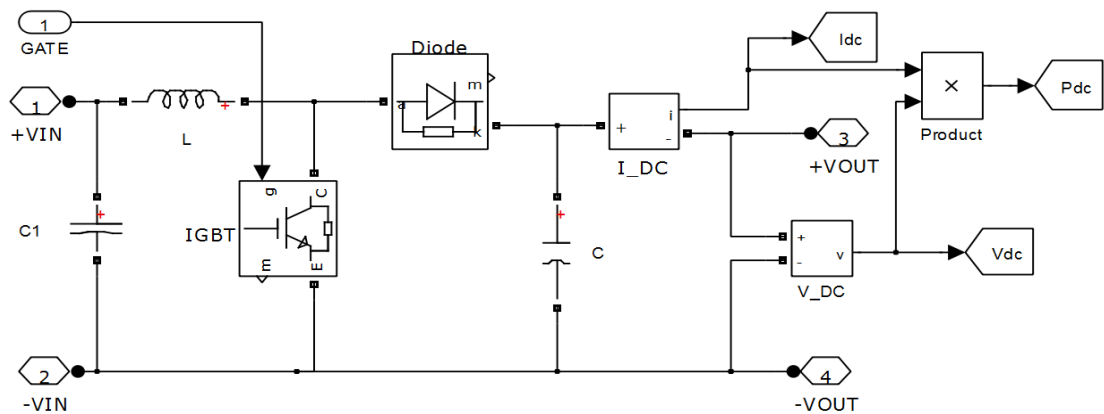 1
GATE
Diode
Idc
m
a
k
1
+VIN
+
L
+
i
-
I_DC
×
Product
Pdc
3
+VOUT
g
C
IGBT
m
E
+
C1
+
C
+
-
v
V_DC
Vdc
2
-VIN
4
-VOUT